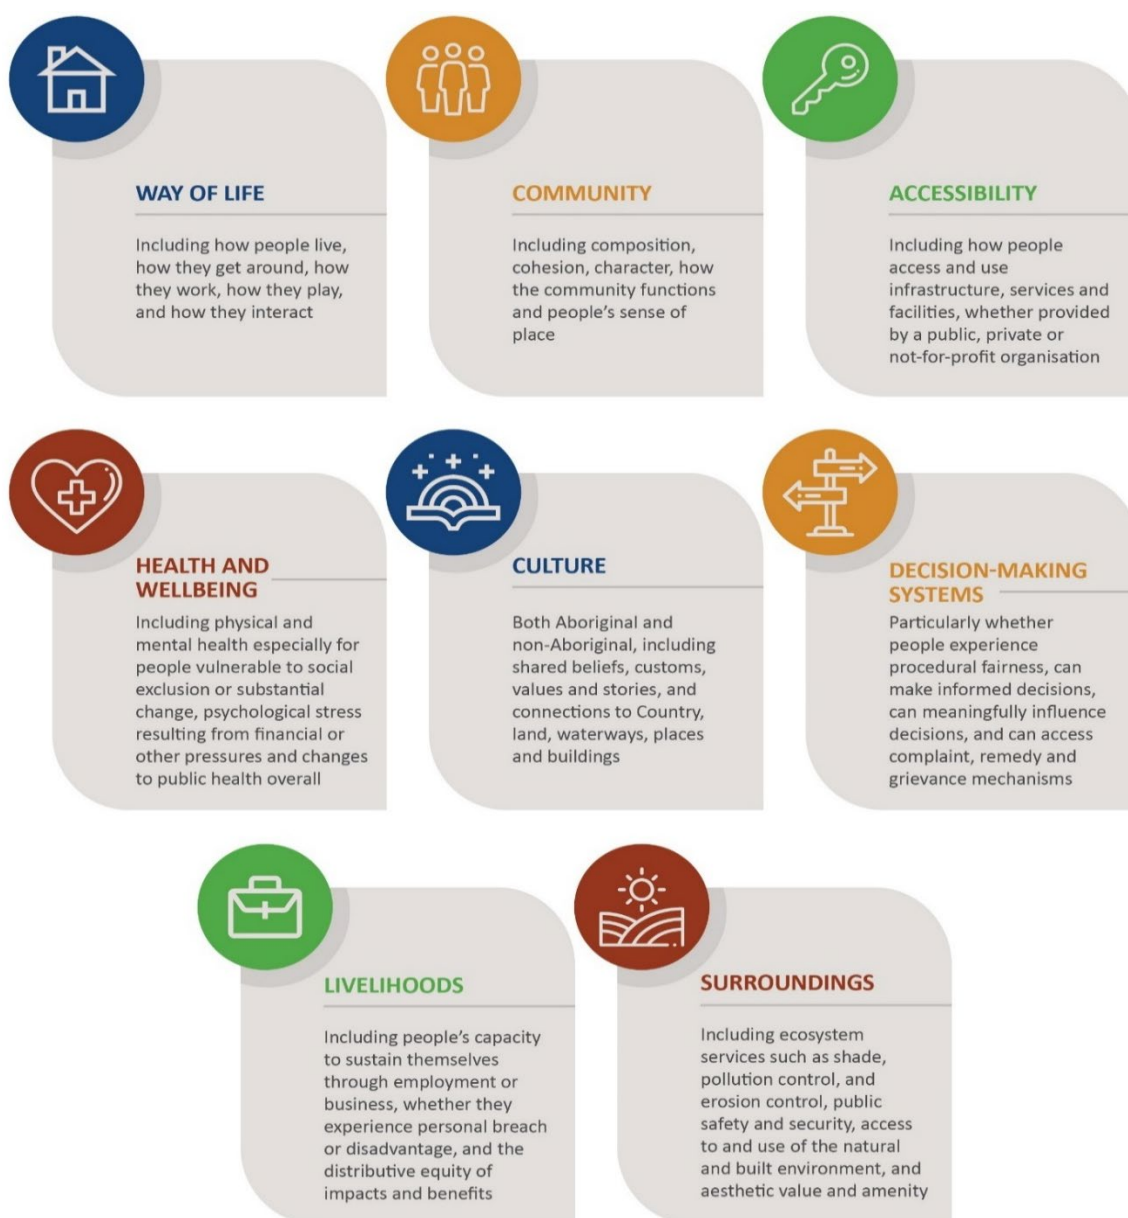 WAY OF LIFE
Including how people live,
how they get around, how
they work, how they play,
and how they interact
COMMUNITY
Including composition,
cohesion, character, how
the community functions
and people’s sense of
place
ACCESSIBILITY
Including how people
access and use
infrastructure, services and
facilities, whether provided
by a public, private or
not-for-profit organisation
HEALTH AND
WELLBEING
Including physical and
mental health especially for
people vulnerable to social
exclusion or substantial
change, psychological stress
resulting from financial or
other pressures and changes
to public health overall
CULTURE
Both Aboriginal and
non-Aboriginal, including
shared beliefs, customs,
values and stories, and
connections to Country,
land, waterways, places
and buildings
DECISION-MAKING
SYSTEMS
Particularly whether
people experience
procedural fairness, can
make informed decisions,
can meaningfully influence
decisions, and can access
complaint, remedy and
grievance mechanisms
LIVELIHOODS
Including people’s capacity
to sustain themselves
through employment or
business, whether they
experience personal breach
or disadvantage, and the
distributive equity of
impacts and benefits
SURROUNDINGS
Including ecosystem
services such as shade,
pollution control, and
erosion control, public
safety and security, access
to and use of the natural
and built environment, and
aesthetic value and amenity